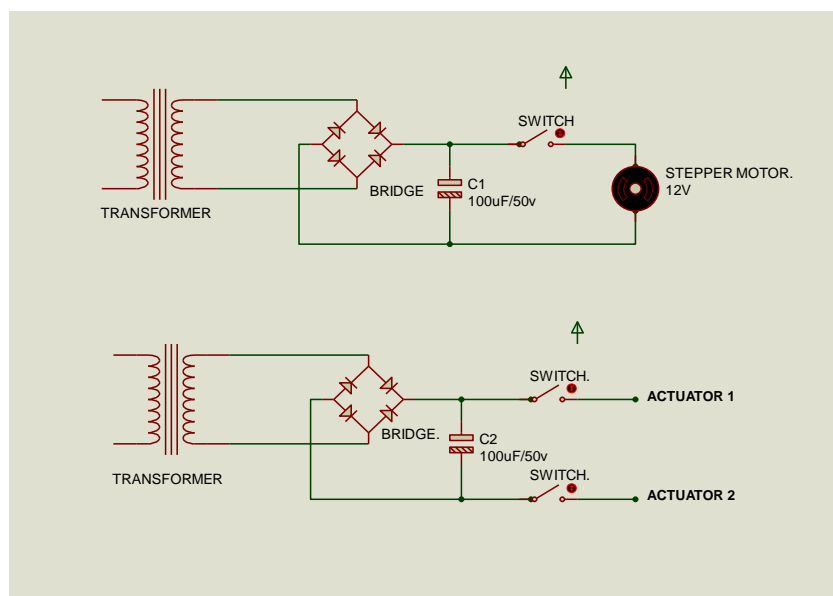 SWITCH
STEPPER MOTOR.
12V
C1
100uF/50v
BRIDGE
TRANSFORMER
SWITCH.
ACTUATOR 1
BRIDGE.
C2
100uF/50v
TRANSFORMER
SWITCH.
ACTUATOR 2